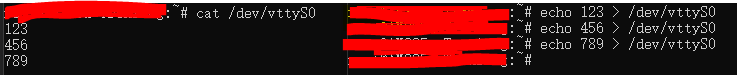 :~# cat /dev/vttyS0
123
456
789
:~# echo 123 > /dev/vttyS0
:~# echo 456 > /dev/vttyS0
:~# echo 789 > /dev/vttyS0
:~#